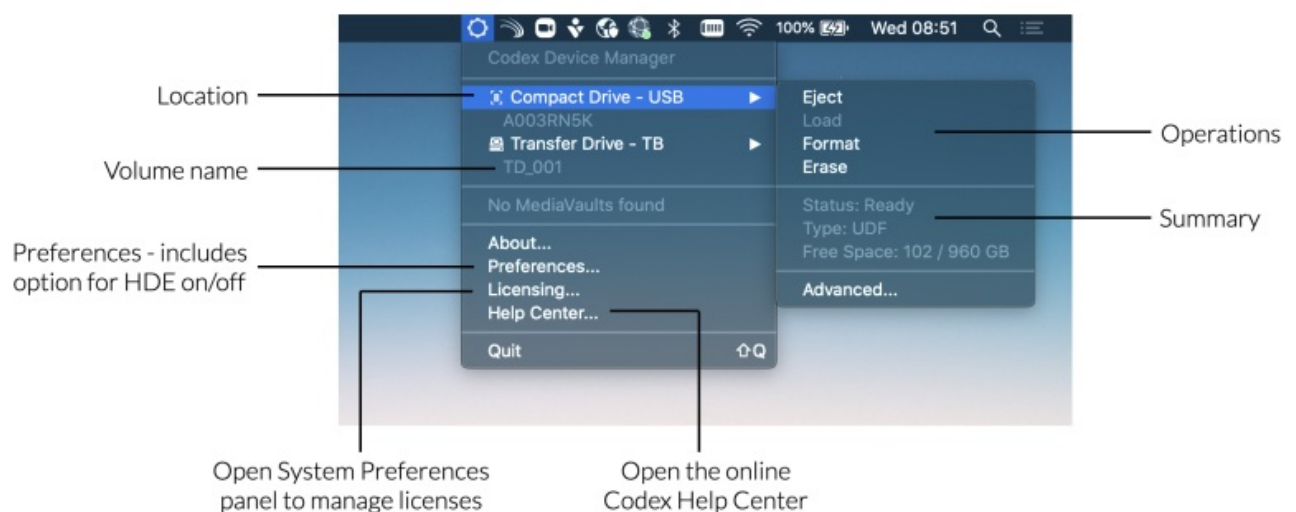 100% Wed 08:51
Codex Device Manager
Location
Compact Drive - USB
A003RN5K
Transfer Drive - TB
Volume name
TD_001
No MediaVaults found
Preferences - includes
option for HDE on/off
About...
Preferences...
Licensing...
Help Center...
Quit ⇧Q
Eject
Load
Format
Erase
Operations
Status: Ready
Type: UDF
Free Space: 102 / 960 GB
Summary
Advanced...
Open System Preferences
panel to manage licenses
Open the online
Codex Help Center